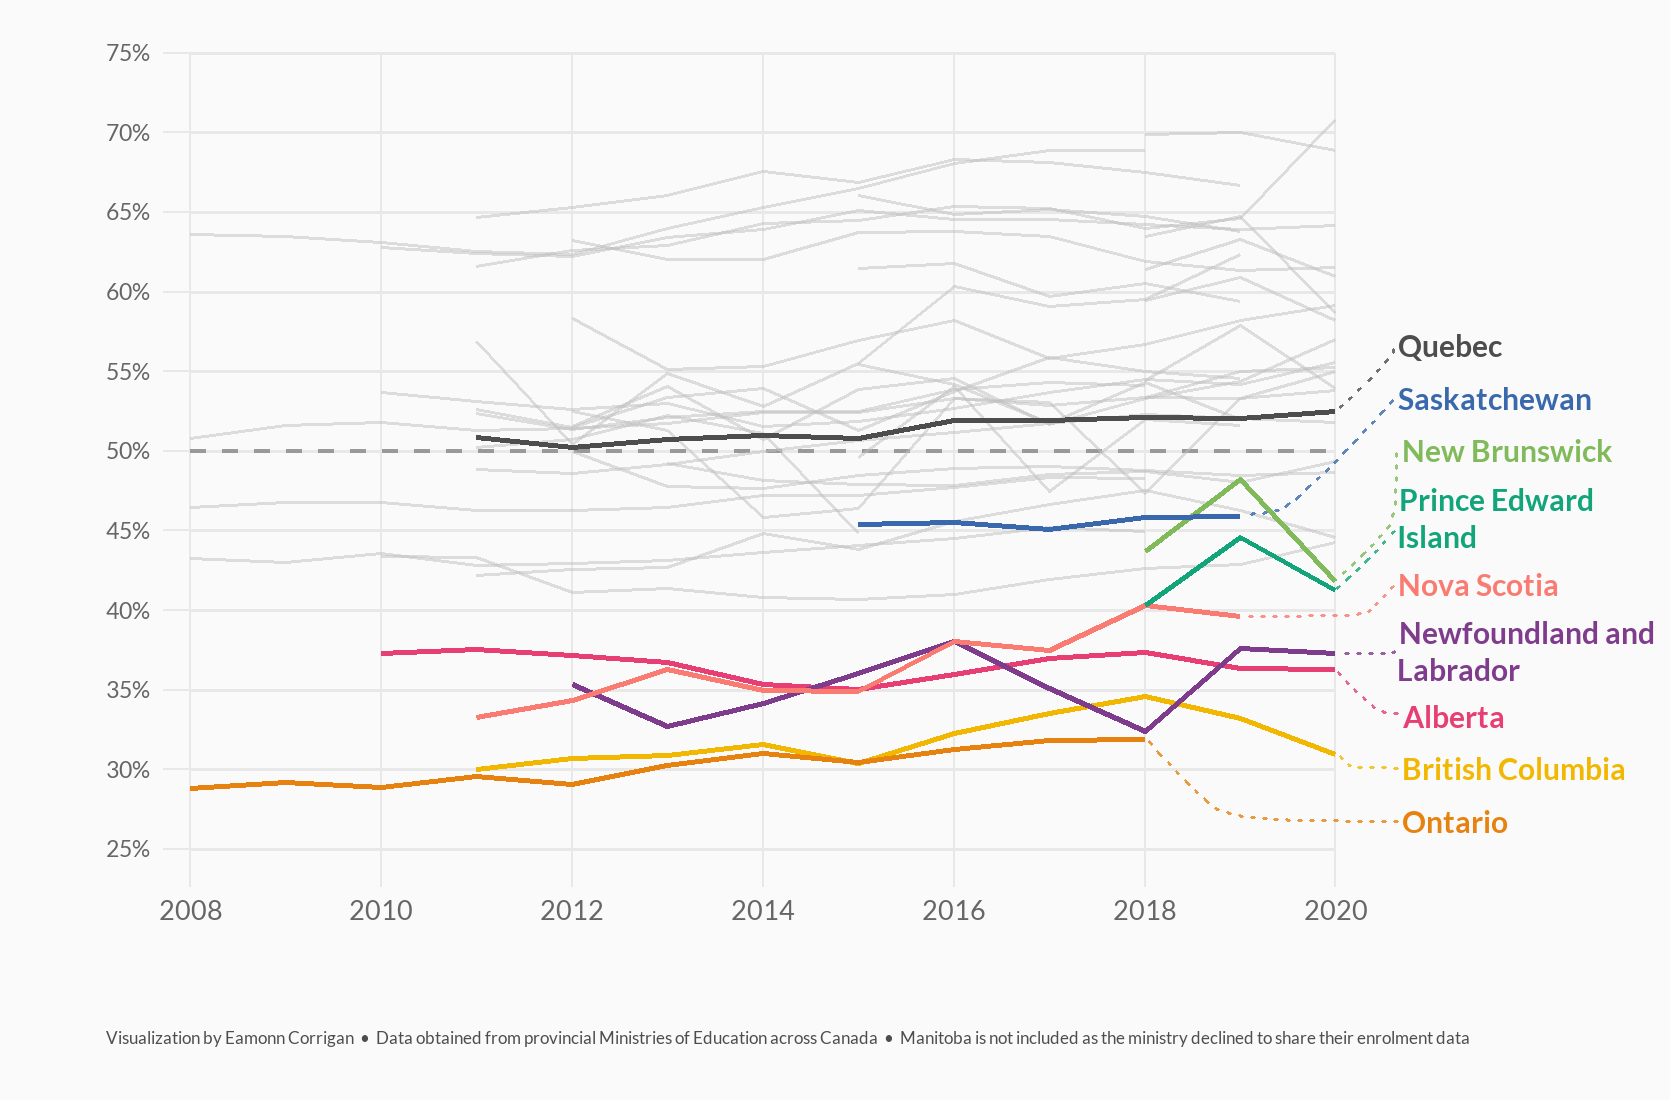 75%
70%
65%
60%
55%
50%
45%
40%
35%
30%
25%
2008 2010 2012 2014 2016 2018 2020
Quebec
Saskatchewan
New Brunswick
Prince Edward
Island
Nova Scotia
Newfoundland and
Labrador
Alberta
British Columbia
Ontario
Visualization by Eamonn Corrigan • Data obtained from provincial Ministries of Education across Canada • Manitoba is not included as the ministry declined to share their enrolment data